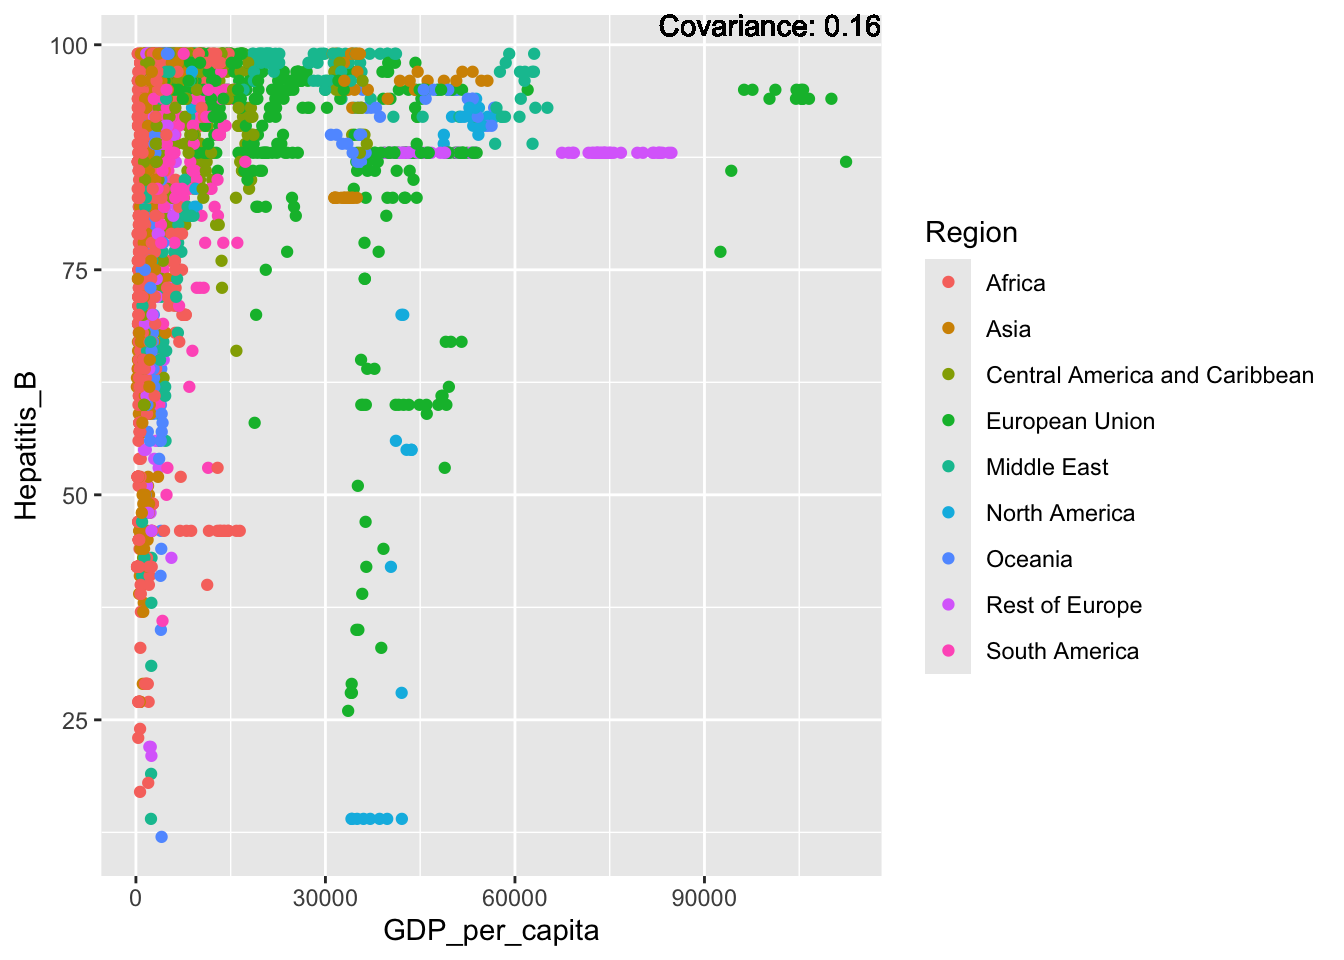 Covariance: 0.16
100
75
50
25
Hepatitis_B
0
30000
60000
90000
GDP_per_capita
Region
Africa
Asia
Central America and Caribbean
European Union
Middle East
North America
Oceania
Rest of Europe
South America